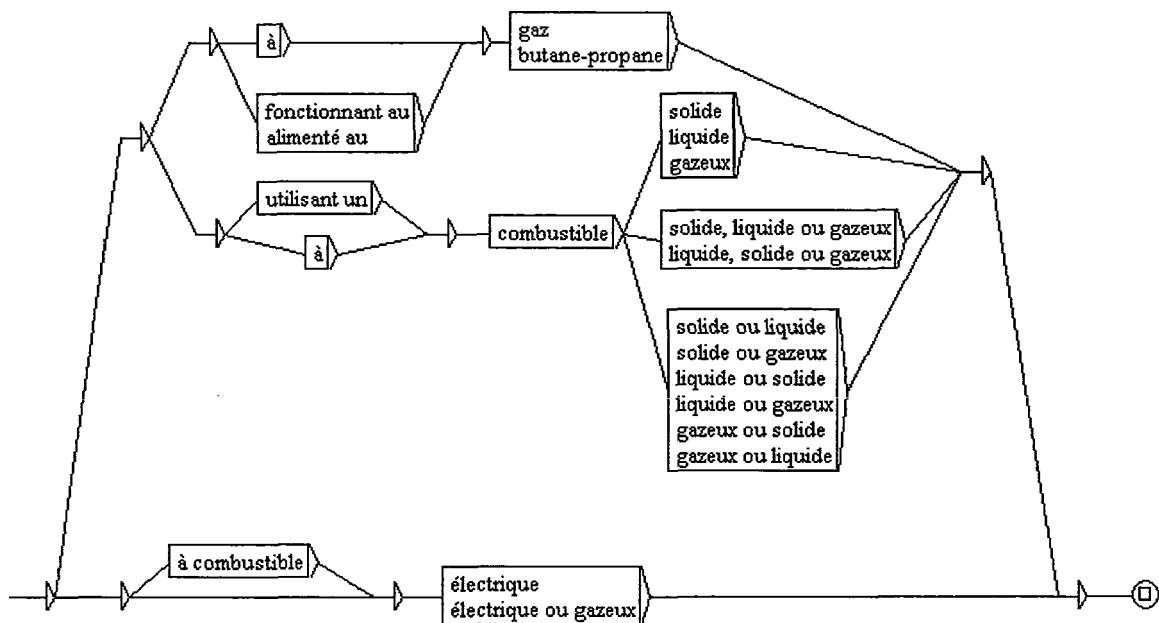 à
gaz
butane-propane
fonctionnant au
alimenté au
solide
liquide
gazeux
utilisant un
à
combustible
solide, liquide ou gazeux
liquide, solide ou gazeux
solide ou liquide
solide ou gazeux
liquide ou solide
liquide ou gazeux
gazeux ou solide
gazeux ou liquide
à combustible
électrique
électrique ou gazeux